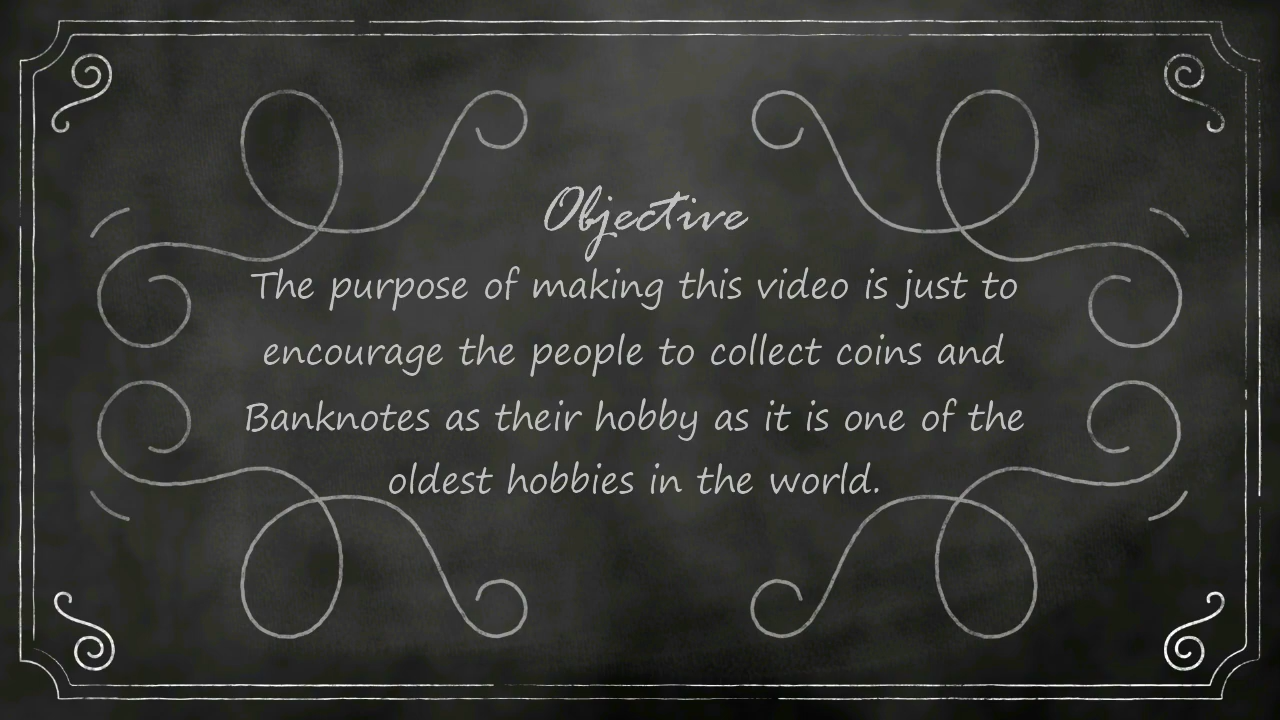 Objective
The purpose of making this video is just to
encourage the people to collect coins and
Banknotes as their hobby as it is one of the
oldest hobbies in the world.